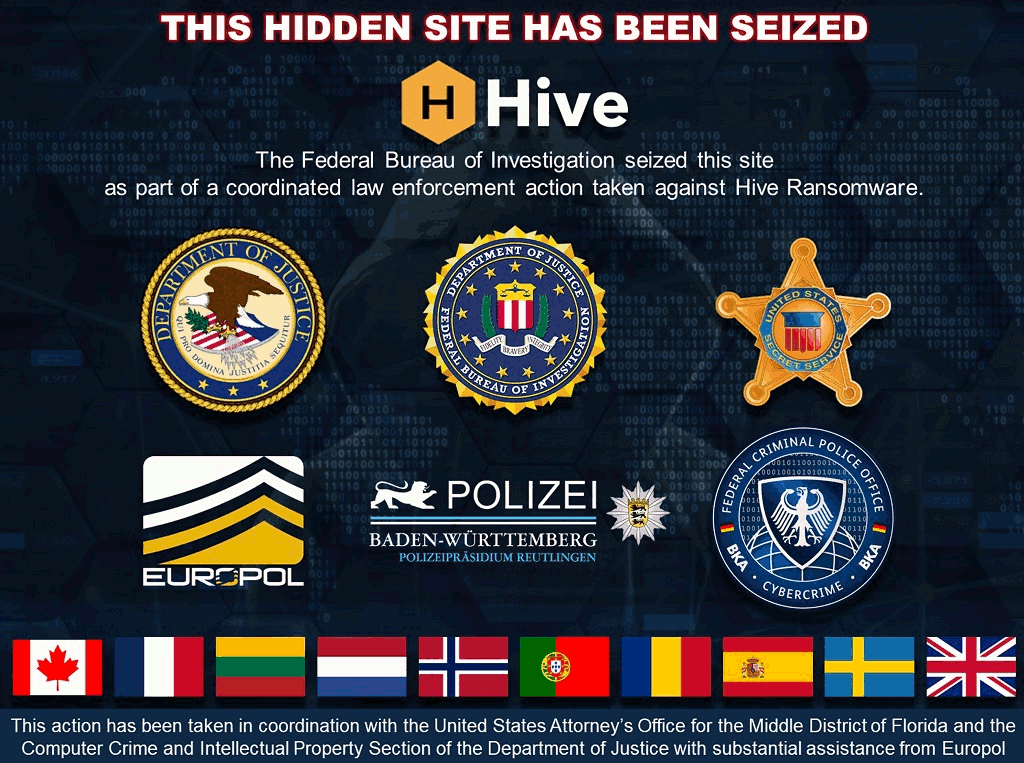 THIS HIDDEN SITE HAS BEEN SEIZED
H Hive
The Federal Bureau of Investigation seized this site
as part of a coordinated law enforcement action taken against Hive Ransomware.
DEPARTMENT OF JUSTICE
QUI PRO DOMINA JUSTITIA SEQUITUR
DEPARTMENT OF JUSTICE
FIDELITY BRAVERY INTEGRITY
FEDERAL BUREAU OF INVESTIGATION
UNITED STATES
SECRET SERVICE
EUROPOL
POLIZEI
BADEN-WÜRTTEMBERG
POLIZEIPRÄSIDIUM REUTLINGEN
FEDERAL CRIMINAL POLICE OFFICE
BKA BKA
• CYBERCRIME •
This action has been taken in coordination with the United States Attorney’s Office for the Middle District of Florida and the
Computer Crime and Intellectual Property Section of the Department of Justice with substantial assistance from Europol